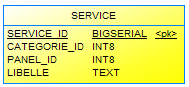 SERVICE
SERVICE_ID BIGSERIAL <pk>
CATEGORIE_ID INT8
PANEL_ID INT8
LIBELLE TEXT